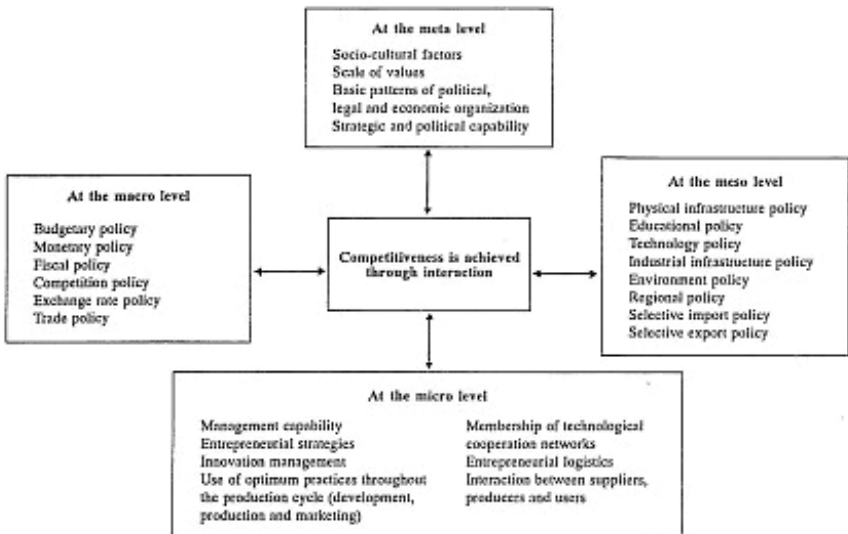 At the meta level
Socio-cultural factors
Scale of values
Basic patterns of political,
legal and economic organization
Strategic and political capability
At the macro level
Budgetary policy
Monetary policy
Fiscal policy
Competition policy
Exchange rate policy
Trade policy
Competitiveness is achieved
through interaction
At the meso level
Physical infrastructure policy
Educational policy
Technology policy
Industrial infrastructure policy
Environment policy
Regional policy
Selective import policy
Selective export policy
At the micro level
Management capability
Entrepreneurial strategies
Innovation management
Use of optimum practices throughout
the production cycle (development,
production and marketing)
Membership of technological
cooperation networks
Entrepreneurial logistics
Interaction between suppliers,
producers and users